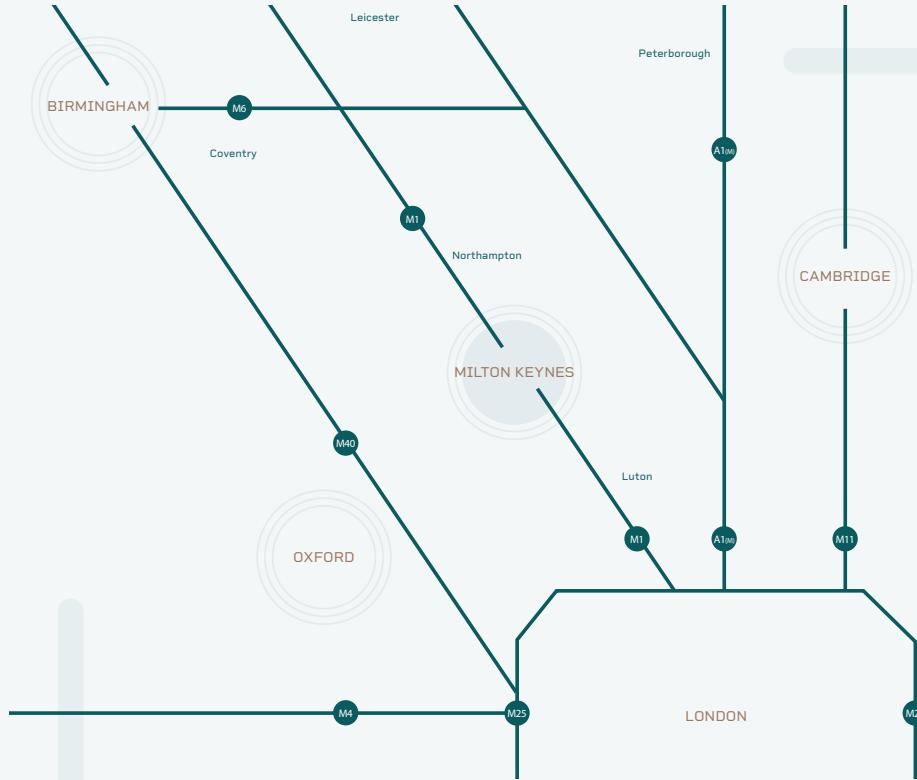 Leicester
Peterborough
BIRMINGHAM
M6
Coventry
A1(M)
M1
Northampton
CAMBRIDGE
MILTON KEYNES
M40
Luton
M1
A1(M)
M11
OXFORD
M4
M25
LONDON
M2